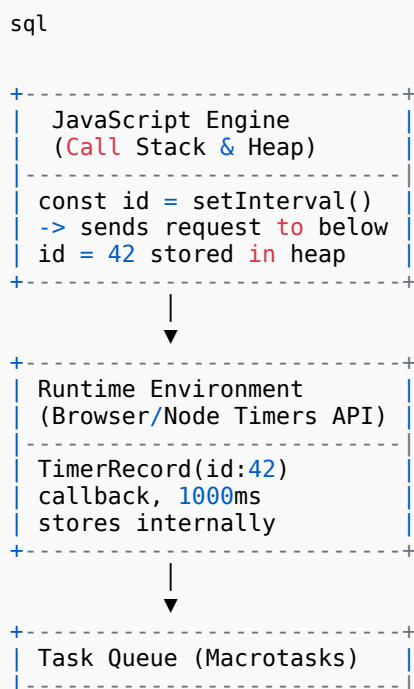 sql
JavaScript Engine
(Call Stack & Heap)
const id = setInterval()
-> sends request to below
id = 42 stored in heap
Runtime Environment
(Browser/Node Timers API)
TimerRecord(id:42)
callback, 1000ms
stores internally
Task Queue (Macrotasks)